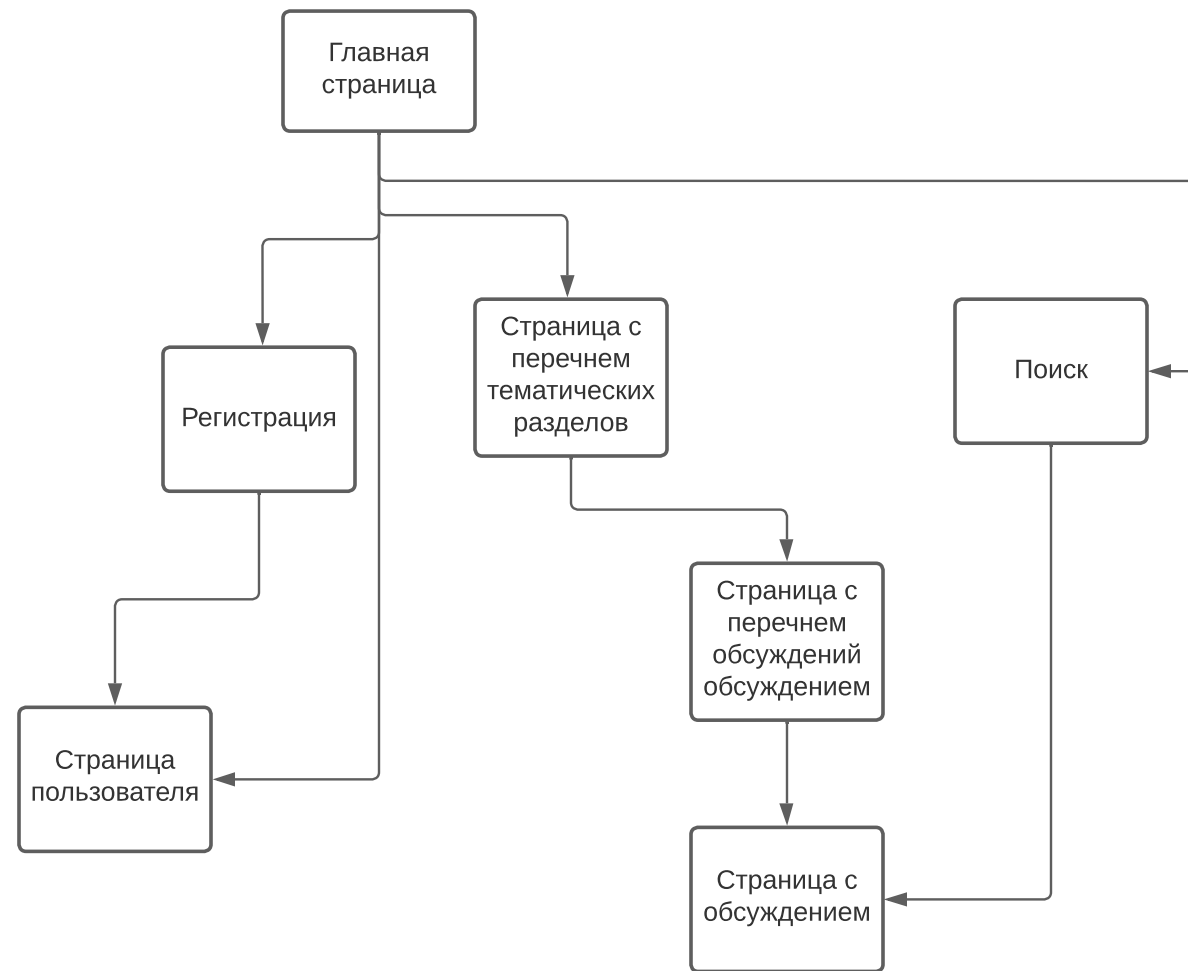 Главная
страница
Страница с
перечнем
тематических
разделов
Поиск
Регистрация
Страница с
перечнем
обсуждений
обсуждением
Страница
пользователя
Страница с
обсуждением